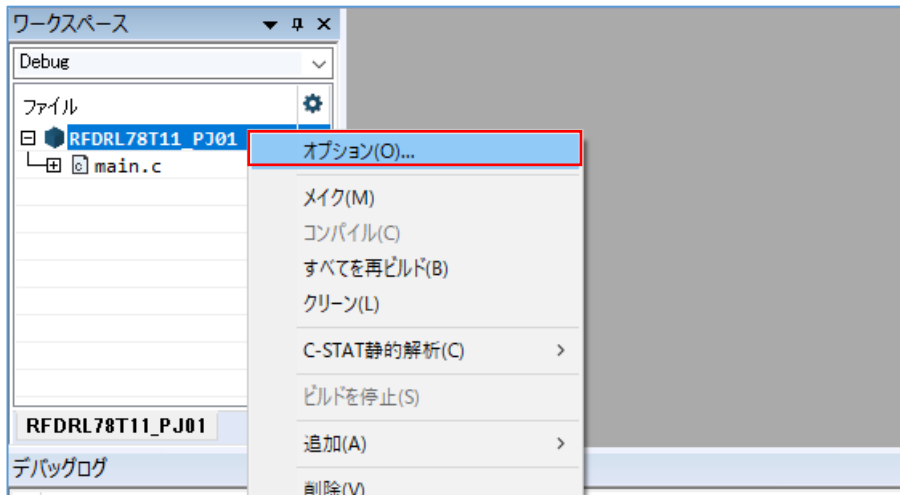 ワークスペース
Debug
ファイル
RFDRL78T11_PJ01
main.c
オプション(O)...
メイク(M)
コンパイル(C)
すべてを再ビルド(B)
クリーン(L)
C-STAT静的解析(C)
ビルドを停止(S)
追加(A)
削除(V)
RFDRL78T11_PJ01
デバッグログ